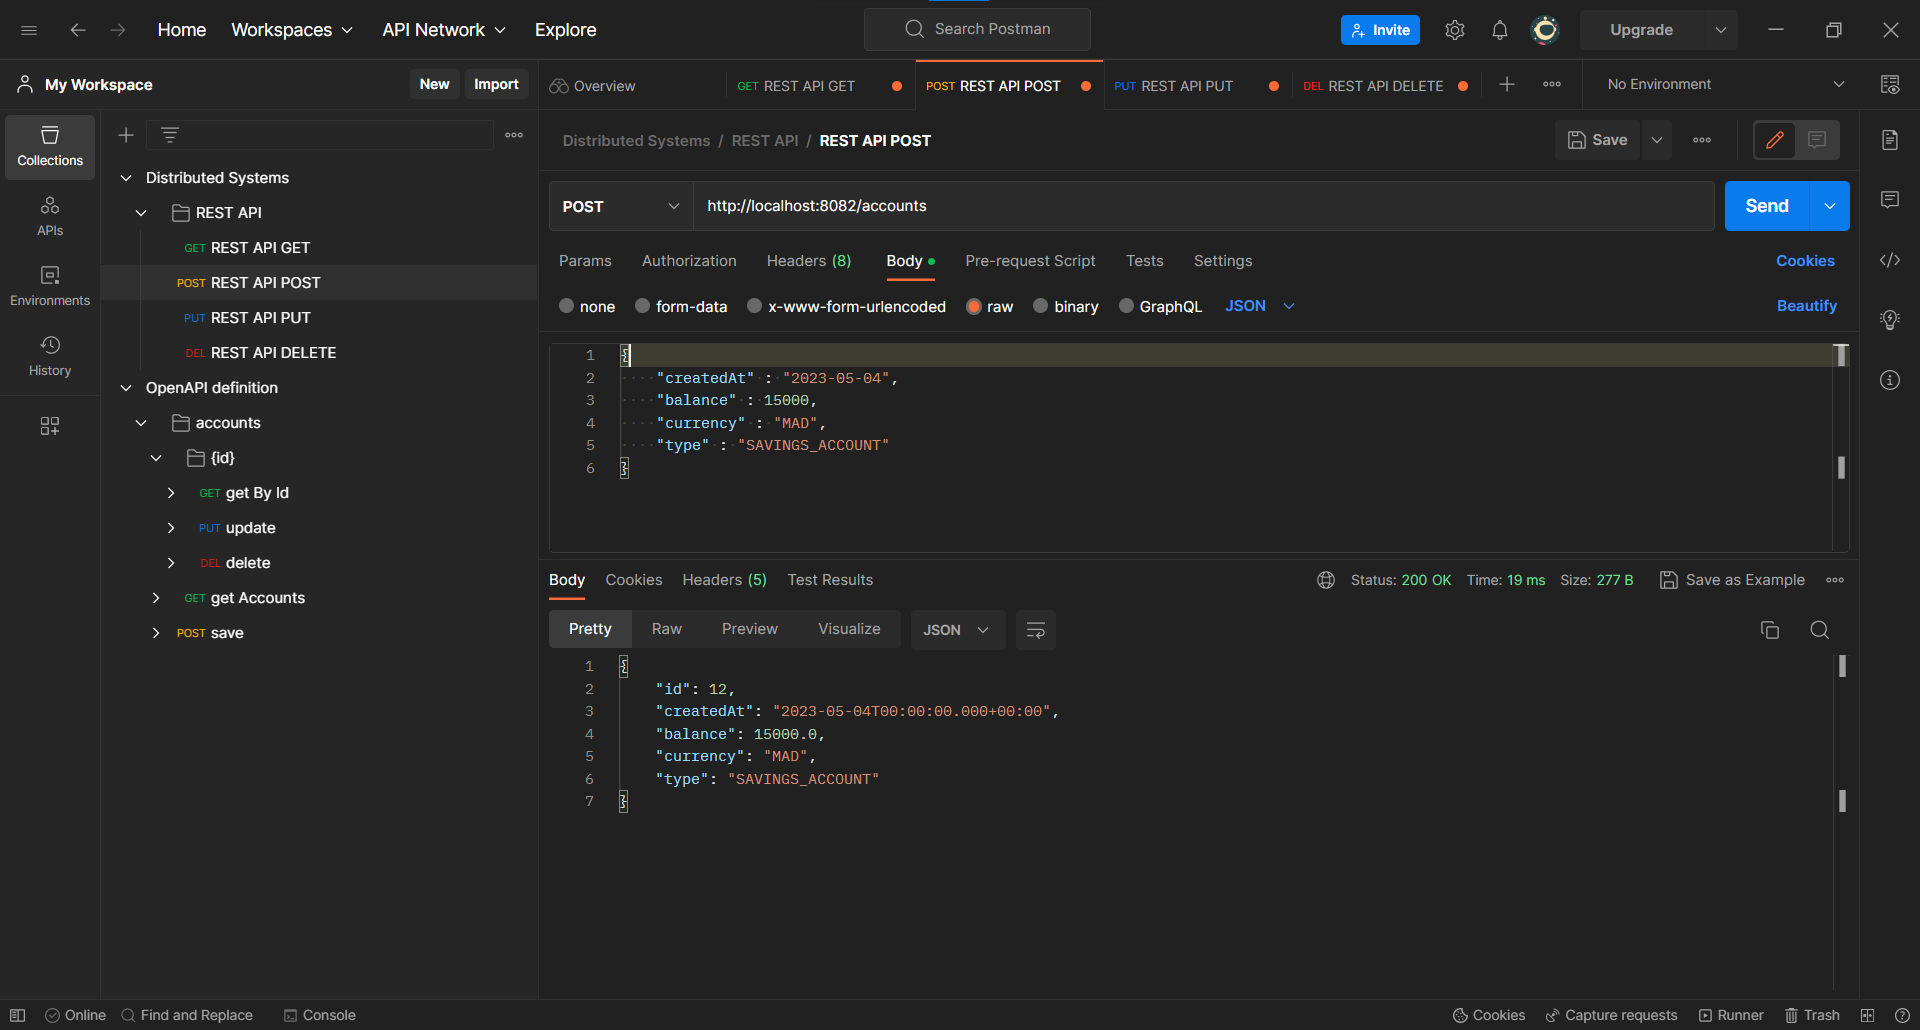 Home Workspaces API Network Explore Search Postman Invite Upgrade
My Workspace New Import
Overview GET REST API GET POST REST API POST PUT REST API PUT DEL REST API DELETE No Environment
Collections
APIs
Environments
History
Distributed Systems
REST API
GET REST API GET
POST REST API POST
PUT REST API PUT
DEL REST API DELETE
OpenAPI definition
accounts
{id}
GET get By Id
PUT update
DEL delete
GET get Accounts
POST save
Distributed Systems / REST API / REST API POST Save
POST http://localhost:8082/accounts Send
Params Authorization Headers (8) Body Pre-request Script Tests Settings Cookies
none form-data x-www-form-urlencoded raw binary GraphQL JSON Beautify
1 {
2 "createdAt" : "2023-05-04",
3 "balance" : 15000,
4 "currency" : "MAD",
5 "type" : "SAVINGS_ACCOUNT"
6 }
Body Cookies Headers (5) Test Results Status: 200 OK Time: 19 ms Size: 277 B Save as Example
Pretty Raw Preview Visualize JSON
1 {
2 "id": 12,
3 "createdAt": "2023-05-04T00:00:00.000+00:00",
4 "balance": 15000.0,
5 "currency": "MAD",
6 "type": "SAVINGS_ACCOUNT"
7 }
Online Find and Replace Console Cookies Capture requests Runner Trash